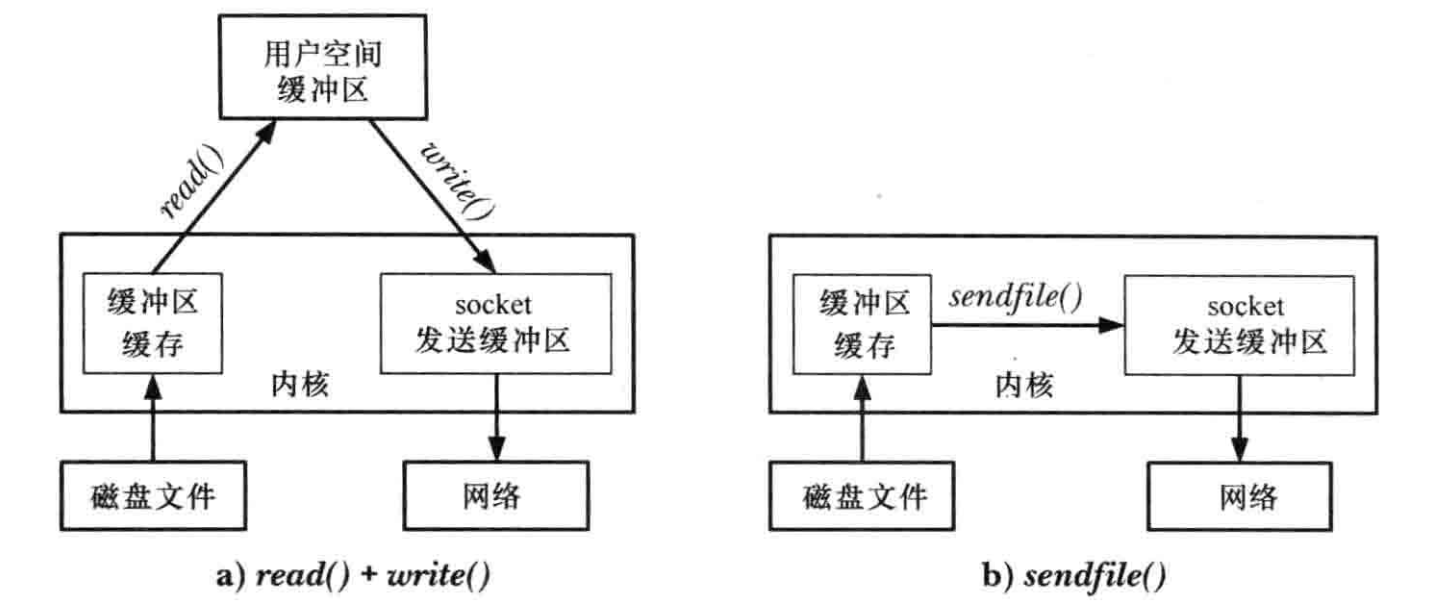 用户空间
缓冲区
read()
write()
缓冲区
缓存
socket
发送缓冲区
内核
磁盘文件
网络
a) read() + write()
缓冲区
缓存
sendfile()
socket
发送缓冲区
内核
磁盘文件
网络
b) sendfile()